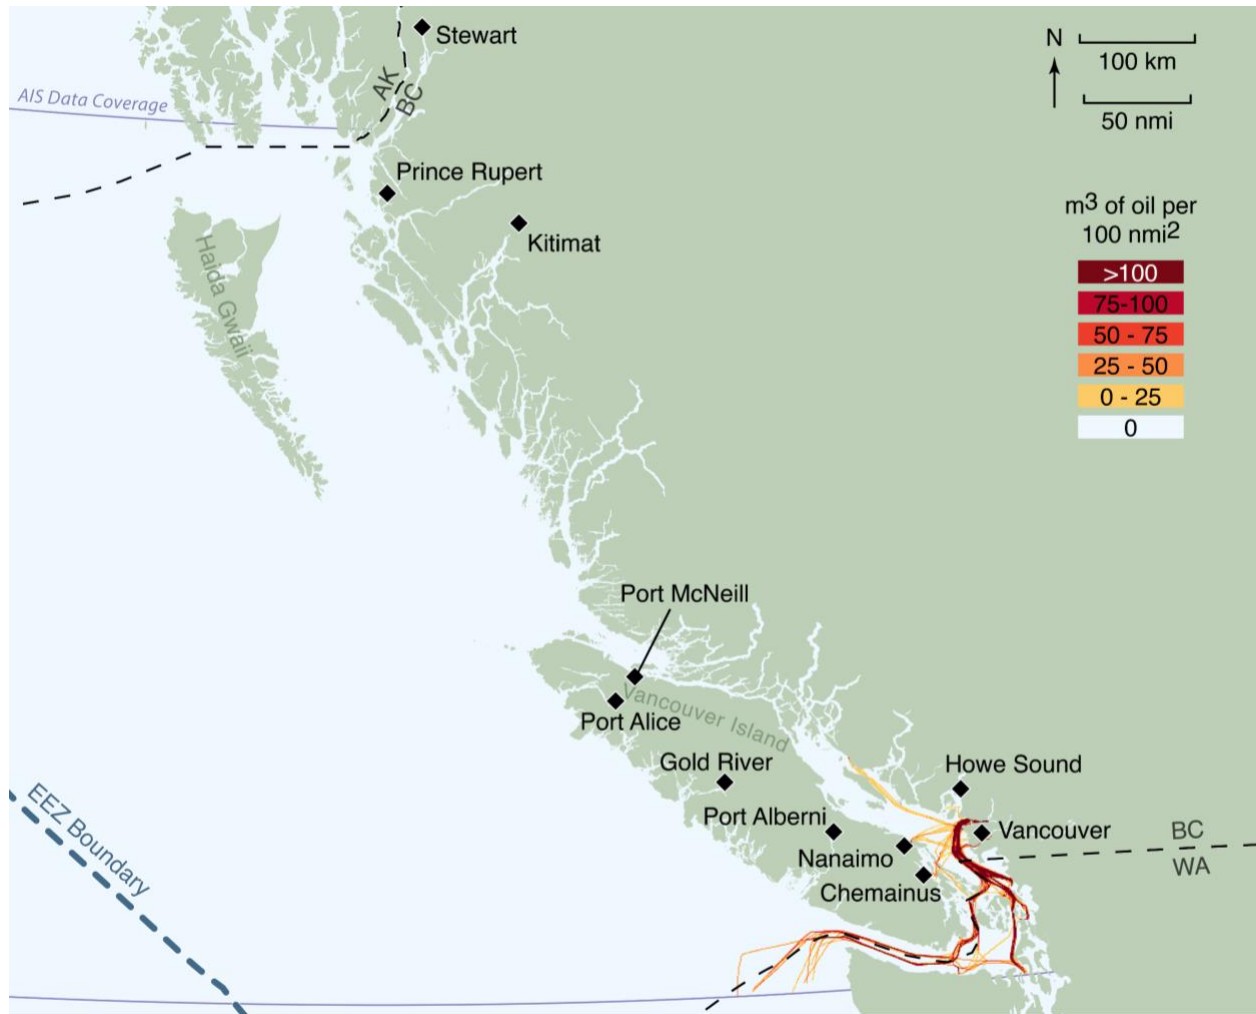 Stewart
N
100 km
50 nmi
AK
BC
AIS Data Coverage
Prince Rupert
Kitimat
Haida Gwaii
m3 of oil per
100 nmi2
>100
75-100
50 - 75
25 - 50
0 - 25
0
Port McNeill
Vancouver Island
Port Alice
Gold River
Howe Sound
Port Alberni
Vancouver
Nanaimo
Chemainus
BC
WA
EEZ Boundary